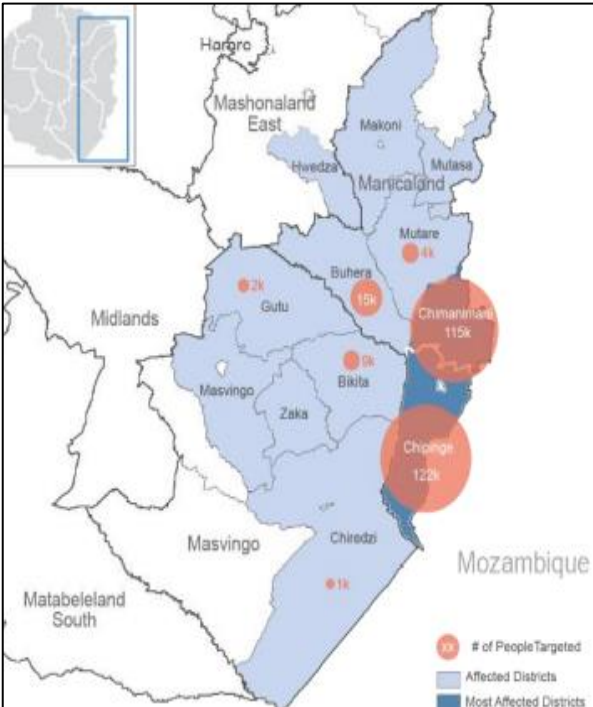 Harare
Mashonaland
East
Makoni
Hwedza
Mutasa
Manicaland
Mutare
4k
Buhera
15k
2k
Gutu
Chimanimani
115k
Midlands
9k
Bikita
Masvingo
Zaka
Chipinge
122k
Masvingo
Chiredzi
Mozambique
Matabeleland
South
1k
xx # of People Targeted
Affected Districts
Most Affected Districts